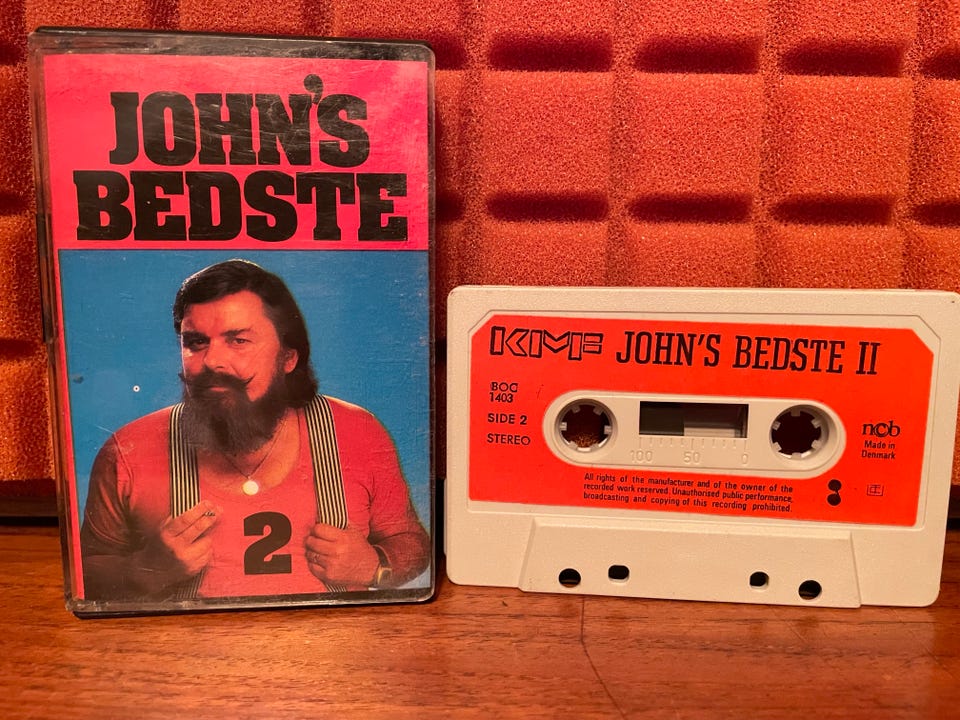 JOHN'S
BEDSTE
2
KMF JOHN'S BEDSTE II
BOC
1403
SIDE 2
STEREO
100 50 0
ncb
Made in
Denmark
All rights of the manufacturer and of the owner of the
recorded work reserved. Unauthorised public performance,
broadcasting and copying of this recording prohibited.